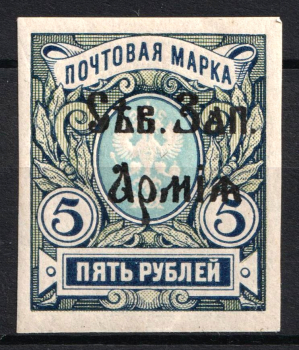 ПОЧТОВАЯ МАРКА
Сѣв. Зап.
Армія
5 5
ПЯТЬ РУБЛЕЙ